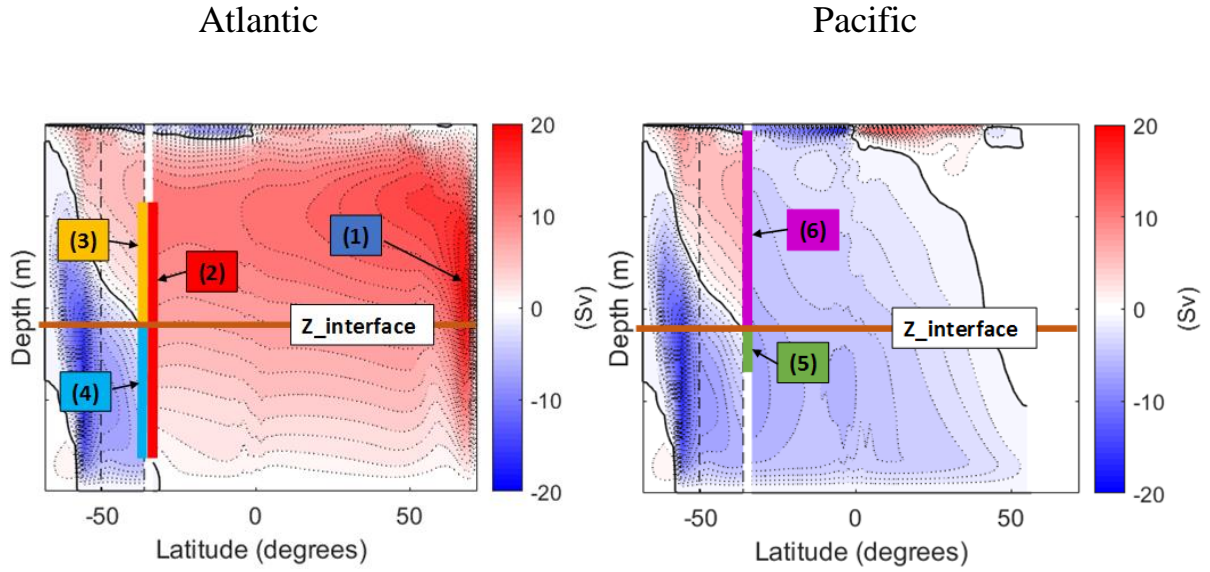 Atlantic
Pacific
Depth (m)
(3)
(2)
(1)
(4)
Z_interface
-50
0
50
Latitude (degrees)
20
10
0
-10
-20
(Sv)
Depth (m)
(6)
(5)
Z_interface
-50
0
50
Latitude (degrees)
20
10
0
-10
-20
(Sv)